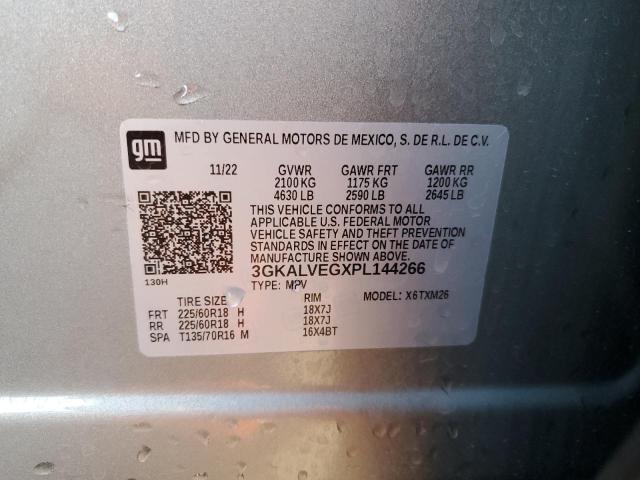 gm MFD BY GENERAL MOTORS DE MEXICO, S. DE R.L. DE C.V.
11/22 GVWR GAWR FRT GAWR RR
2100 KG 1175 KG 1200 KG
4630 LB 2590 LB 2645 LB
THIS VEHICLE CONFORMS TO ALL
APPLICABLE U.S. FEDERAL MOTOR
VEHICLE SAFETY AND THEFT PREVENTION
STANDARDS IN EFFECT ON THE DATE OF
MANUFACTURE SHOWN ABOVE.
3GKALVEGXPL144266
130H TYPE: MPV
TIRE SIZE RIM MODEL: X6TXM26
FRT 225/60R18 H 18X7J
RR 225/60R18 H 18X7J
SPA T135/70R16 M 16X4BT